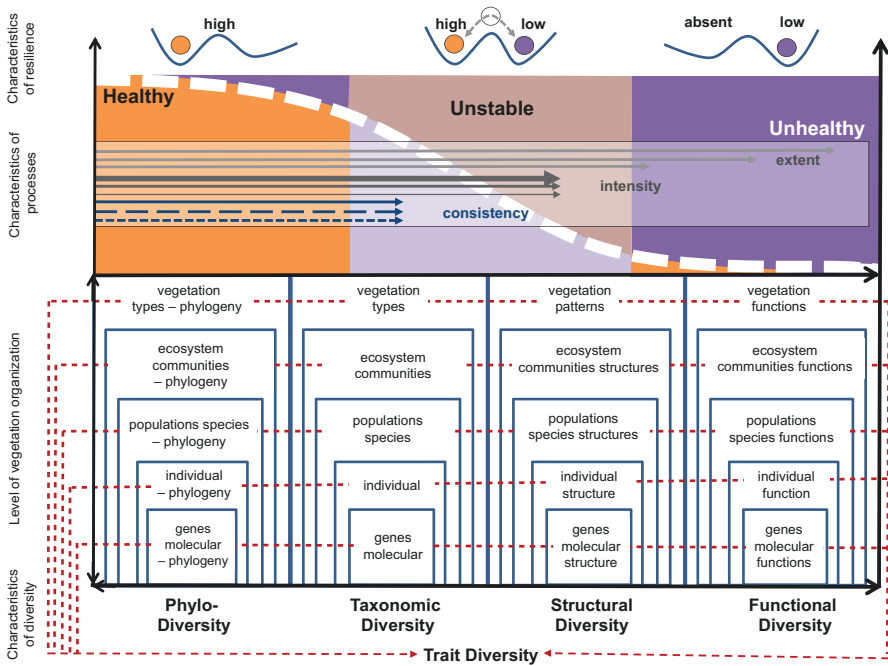 Characteristics
of resilience
high
high
low
absent
low
Healthy
Unstable
Unhealthy
Characteristics of
processes
extent
intensity
consistency
Level of vegetation organization
vegetation
types – phylogeny
vegetation
types
vegetation
patterns
vegetation
functions
ecosystem
communities
– phylogeny
ecosystem
communities
ecosystem
communities structures
ecosystem
communities functions
populations species
– phylogeny
populations
species
populations
species structures
populations
species functions
individual
– phylogeny
individual
individual
structure
individual
function
genes
molecular
– phylogeny
genes
molecular
genes
molecular
structure
genes
molecular
functions
Characteristics
of diversity
Phylo-
Diversity
Taxonomic
Diversity
Structural
Diversity
Functional
Diversity
Trait Diversity